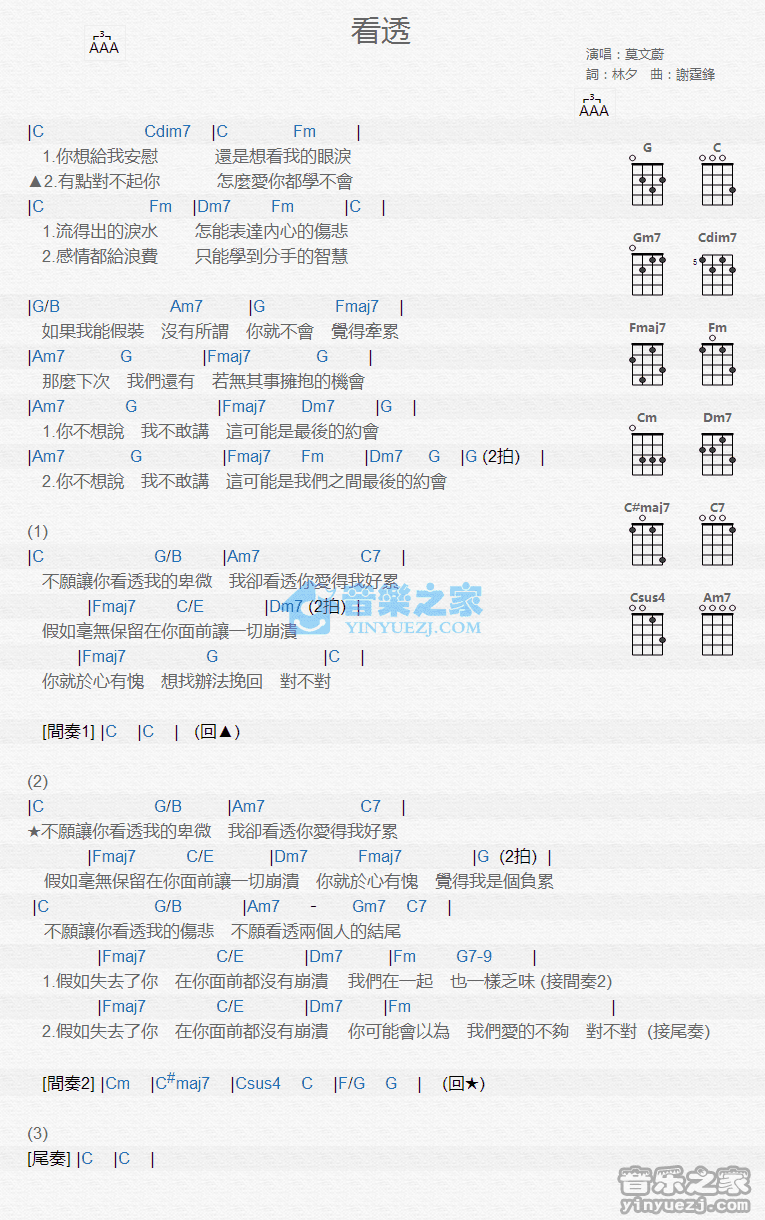 看透
3
AAA
演唱：莫文蔚
詞：林夕　曲：謝霆鋒
3
AAA
|C Cdim7 |C Fm |
1.你想給我安慰　還是想看我的眼淚
▲2.有點對不起你　怎麼愛你都學不會
|C Fm |Dm7 Fm |C |
1.流得出的淚水　怎能表達內心的傷悲
2.感情都給浪費　只能學到分手的智慧
|G/B Am7 |G Fmaj7 |
如果我能假裝　沒有所謂　你就不會　覺得牽累
|Am7 G |Fmaj7 G |
那麼下次　我們還有　若無其事擁抱的機會
|Am7 G |Fmaj7 Dm7 |G |
1.你不想說　我不敢講　這可能是最後的約會
|Am7 G |Fmaj7 Fm |Dm7 G |G (2拍) |
2.你不想說　我不敢講　這可能是我們之間最後的約會
(1)
|C G/B |Am7 C7 |
不願讓你看透我的卑微　我卻看透你愛得我好累
|Fmaj7 C/E |Dm7 (2拍) |
假如毫無保留在你面前讓一切崩潰
|Fmaj7 G |C |
你就於心有愧　想找辦法挽回　對不對
[間奏1] |C |C | (回▲)
(2)
|C G/B |Am7 C7 |
★不願讓你看透我的卑微　我卻看透你愛得我好累
|Fmaj7 C/E |Dm7 Fmaj7 |G (2拍) |
假如毫無保留在你面前讓一切崩潰　你就於心有愧　覺得我是個負累
|C G/B |Am7 - Gm7 C7 |
不願讓你看透我的傷悲　不願看透兩個人的結尾
|Fmaj7 C/E |Dm7 |Fm G7-9 |
1.假如失去了你　在你面前都沒有崩潰　我們在一起　也一樣乏味 (接間奏2)
|Fmaj7 C/E |Dm7 |Fm |
2.假如失去了你　在你面前都沒有崩潰　你可能會以為　我們愛的不夠　對不對 (接尾奏)
[間奏2] |Cm |C#maj7 |Csus4 C |F/G G | (回★)
(3)
[尾奏] |C |C |
G C
Gm7 Cdim7
5
Fmaj7 Fm
Cm Dm7
C#maj7 C7
Csus4 Am7
音樂之家
YINYUEZJ.COM
音乐之家
yinyuezj.com